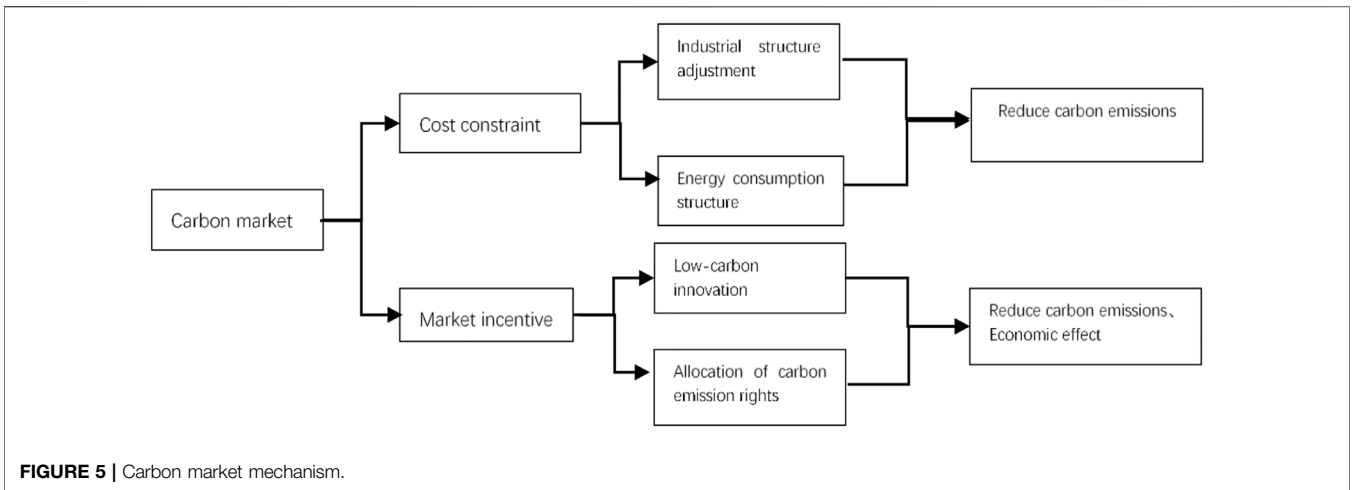 Industrial structure
adjustment
Reduce carbon emissions
Cost constraint
Energy consumption
structure
Carbon market
Low-carbon
innovation
Market incentive
Reduce carbon emissions、
Economic effect
Allocation of carbon
emission rights
FIGURE 5 | Carbon market mechanism.